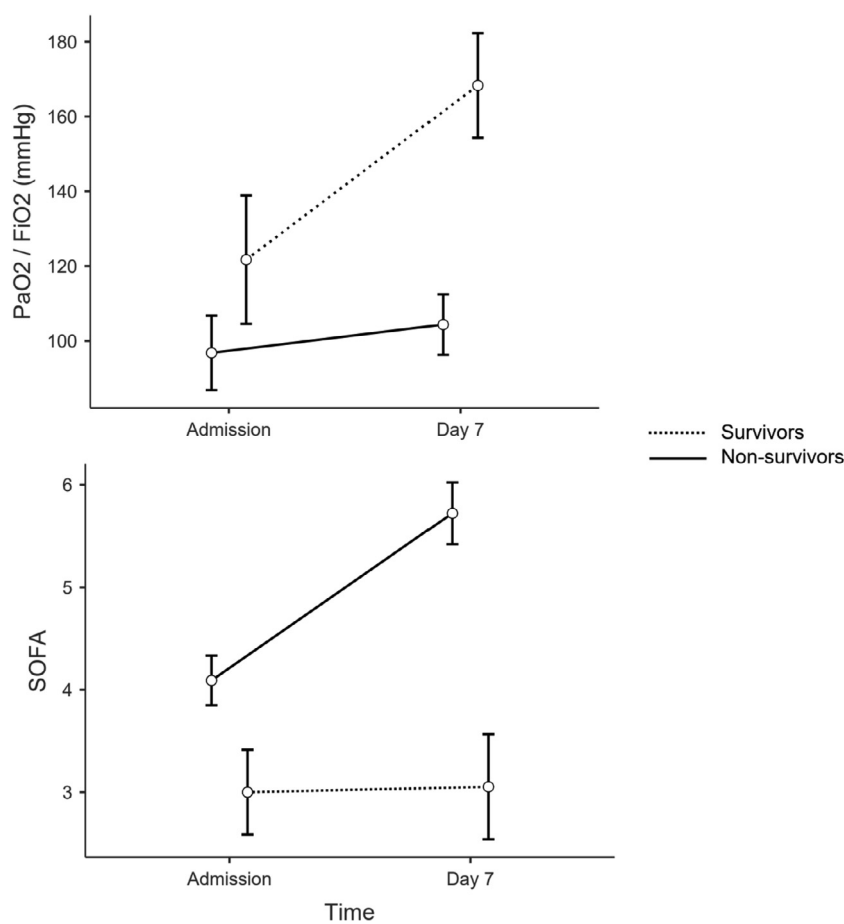 180
160
140
120
100
PaO2 / FiO2 (mmHg)
Admission
Day 7
Survivors
Non-survivors
6
5
4
3
SOFA
Admission
Day 7
Time